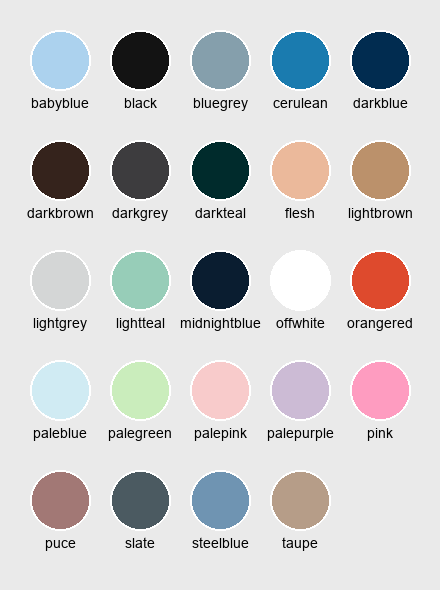 babyblue black bluegrey cerulean darkblue
darkbrown darkgrey darkteal flesh lightbrown
lightgrey lightteal midnightblue offwhite orangered
paleblue palegreen palepink palepurple pink
puce slate steelblue taupe